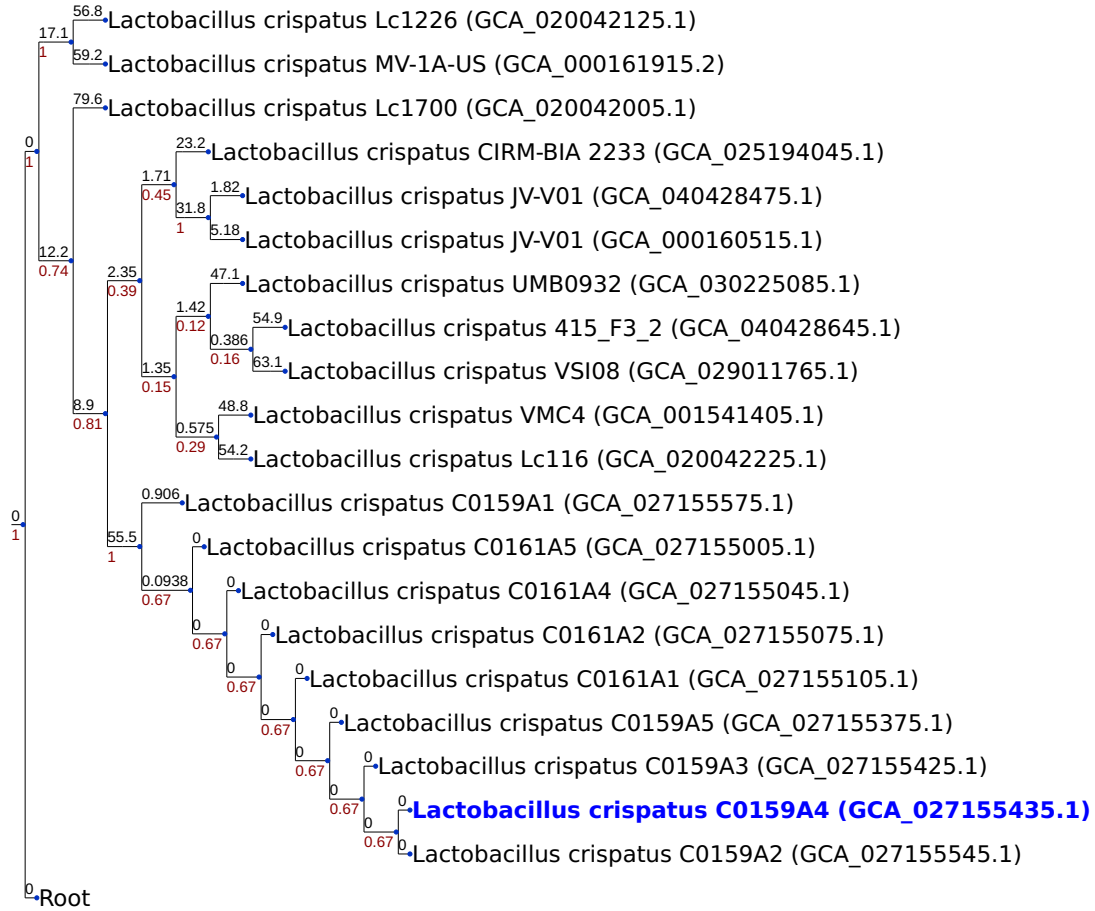 56.8 Lactobacillus crispatus Lc1226 (GCA_020042125.1)
17.1
1
59.2 Lactobacillus crispatus MV-1A-US (GCA_000161915.2)
79.6 Lactobacillus crispatus Lc1700 (GCA_020042005.1)
0
1
23.2 Lactobacillus crispatus CIRM-BIA 2233 (GCA_025194045.1)
1.71
0.45
1.82 Lactobacillus crispatus JV-V01 (GCA_040428475.1)
31.8
1
5.18 Lactobacillus crispatus JV-V01 (GCA_000160515.1)
12.2
0.74
2.35
0.39
47.1 Lactobacillus crispatus UMB0932 (GCA_030225085.1)
1.42
0.12
54.9 Lactobacillus crispatus 415_F3_2 (GCA_040428645.1)
0.386
0.16
63.1 Lactobacillus crispatus VSI08 (GCA_029011765.1)
1.35
0.15
8.9
0.81
48.8 Lactobacillus crispatus VMC4 (GCA_001541405.1)
0.575
0.29
54.2 Lactobacillus crispatus Lc116 (GCA_020042225.1)
0.906 Lactobacillus crispatus C0159A1 (GCA_027155575.1)
0
1
55.5
1
0 Lactobacillus crispatus C0161A5 (GCA_027155005.1)
0.0938
0.67
0 Lactobacillus crispatus C0161A4 (GCA_027155045.1)
0
0.67
0 Lactobacillus crispatus C0161A2 (GCA_027155075.1)
0
0.67
0 Lactobacillus crispatus C0161A1 (GCA_027155105.1)
0
0.67
0 Lactobacillus crispatus C0159A5 (GCA_027155375.1)
0
0.67
0 Lactobacillus crispatus C0159A3 (GCA_027155425.1)
0
0.67
0 Lactobacillus crispatus C0159A4 (GCA_027155435.1)
0
0.67
0 Lactobacillus crispatus C0159A2 (GCA_027155545.1)
0 Root